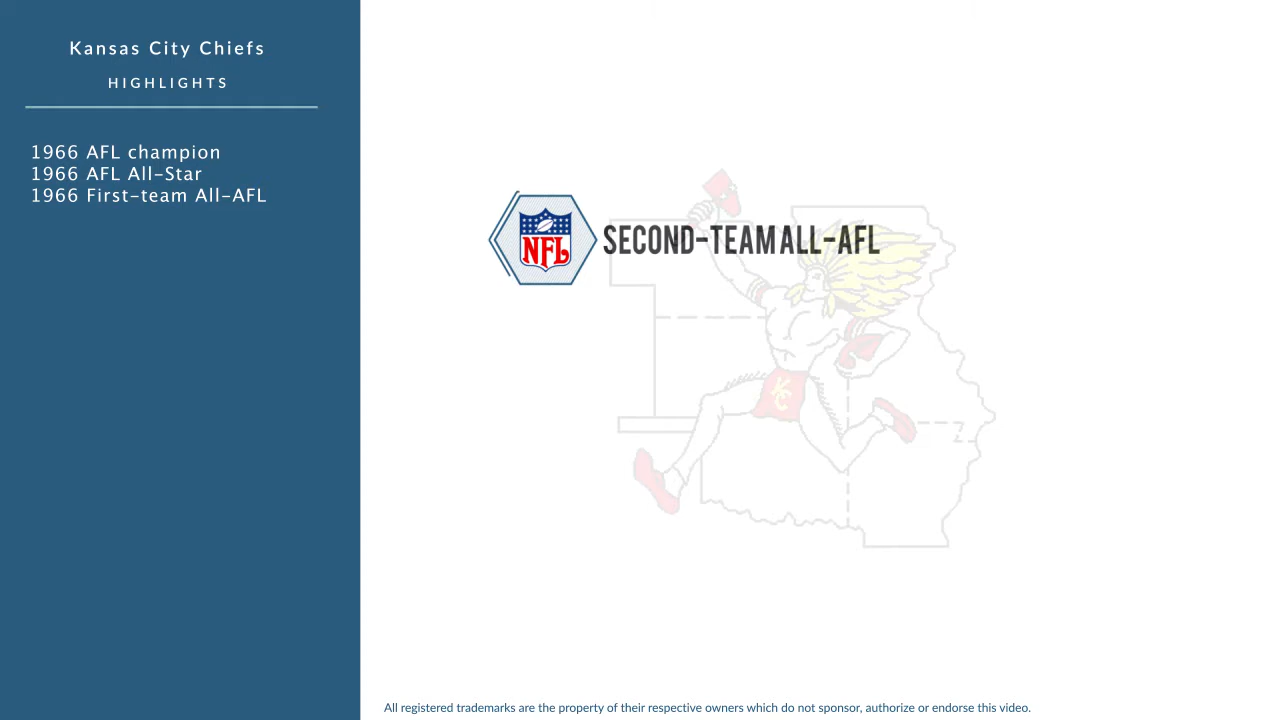 Kansas City Chiefs
HIGHLIGHTS
1966 AFL champion
1966 AFL All-Star
1966 First-team All-AFL
NFL
SECOND-TEAM ALL-AFL
KC
All registered trademarks are the property of their respective owners which do not sponsor, authorize or endorse this video.